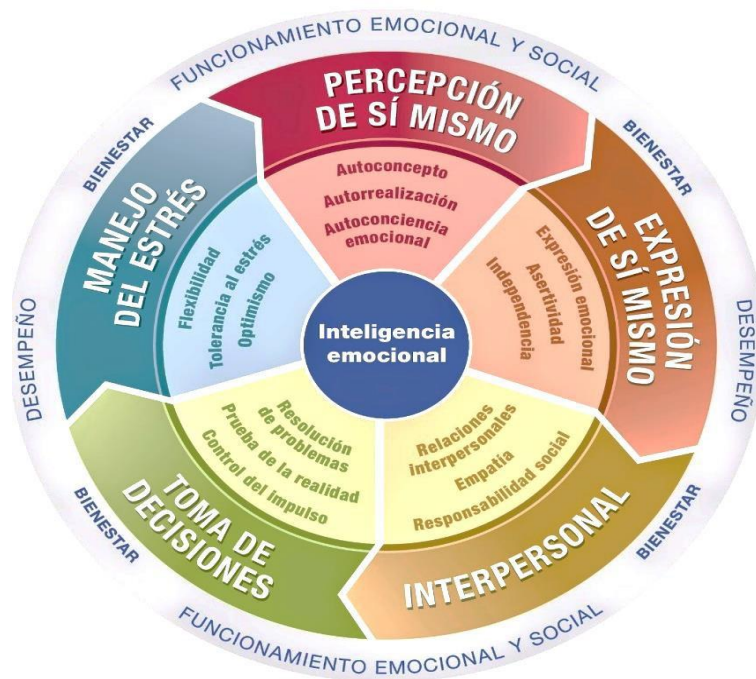 FUNCIONAMIENTO EMOCIONAL Y SOCIAL
BIENESTAR
BIENESTAR
PERCEPCIÓN
DE SÍ MISMO
Autoconcepto
Autorrealización
Autoconciencia
emocional
EXPRESIÓN
DE SÍ MISMO
Expresión emocional
Asertividad
Independencia
DESEMPEÑO
INTERPERSONAL
Relaciones
interpersonales
Empatía
Responsabilidad social
BIENESTAR
TOMA DE
DECISIONES
Resolución
de problemas
Prueba de la realidad
Control del impulso
BIENESTAR
MANEJO
DEL ESTRÉS
Flexibilidad
Tolerancia al estrés
Optimismo
DESEMPEÑO
Inteligencia
emocional
FUNCIONAMIENTO EMOCIONAL Y SOCIAL